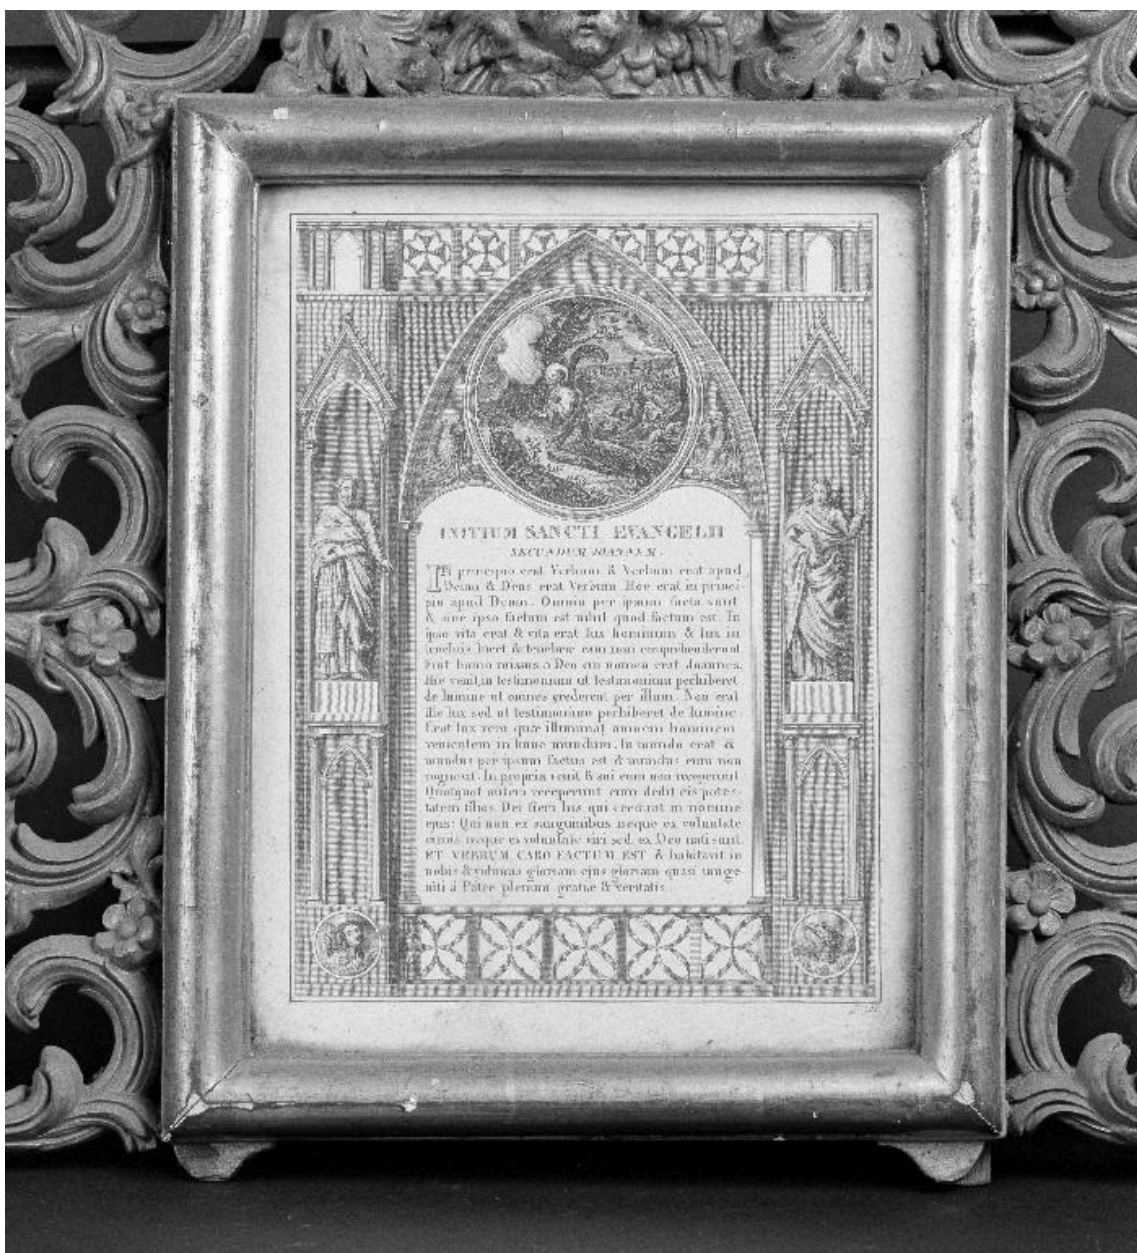 INITIUM SANCTI EVANGELII
SECUNDUM JOANNEM.
In principio erat Verbum & Verbum erat apud
Deum & Deus erat Verbum. Hoc erat in princi-
pio apud Deum. Omnia per ipsum facta sunt
& sine ipso factum est nihil quod factum est. In
ipso vita erat & vita erat lux hominum & lux in
tenebris lucet & tenebræ eam non comprehenderunt
Fuit homo missus a Deo cui nomen erat Joannes.
Hic venit in testimonium ut testimonium perhiberet
de lumine ut omnes crederent per illum. Non erat
ille lux sed ut testimonium perhiberet de lumine.
Erat lux vera quæ illuminat omnem hominem
venientem in hunc mundum. In mundo erat &
mundus per ipsum factus est & mundus eum non
cognovit. In propria venit & sui eum non receperunt.
Quotquot autem receperunt eum dedit eis potes-
tatem filios Dei fieri his qui credunt in nomine
ejus: Qui non ex sanguinibus neque ex voluntate
carnis neque ex voluntate viri sed ex Deo nati sunt.
ET VERBUM CARO FACTUM EST & habitavit in
nobis & vidimus gloriam ejus gloriam quasi unige-
niti á Patre plenum gratiæ & veritatis.